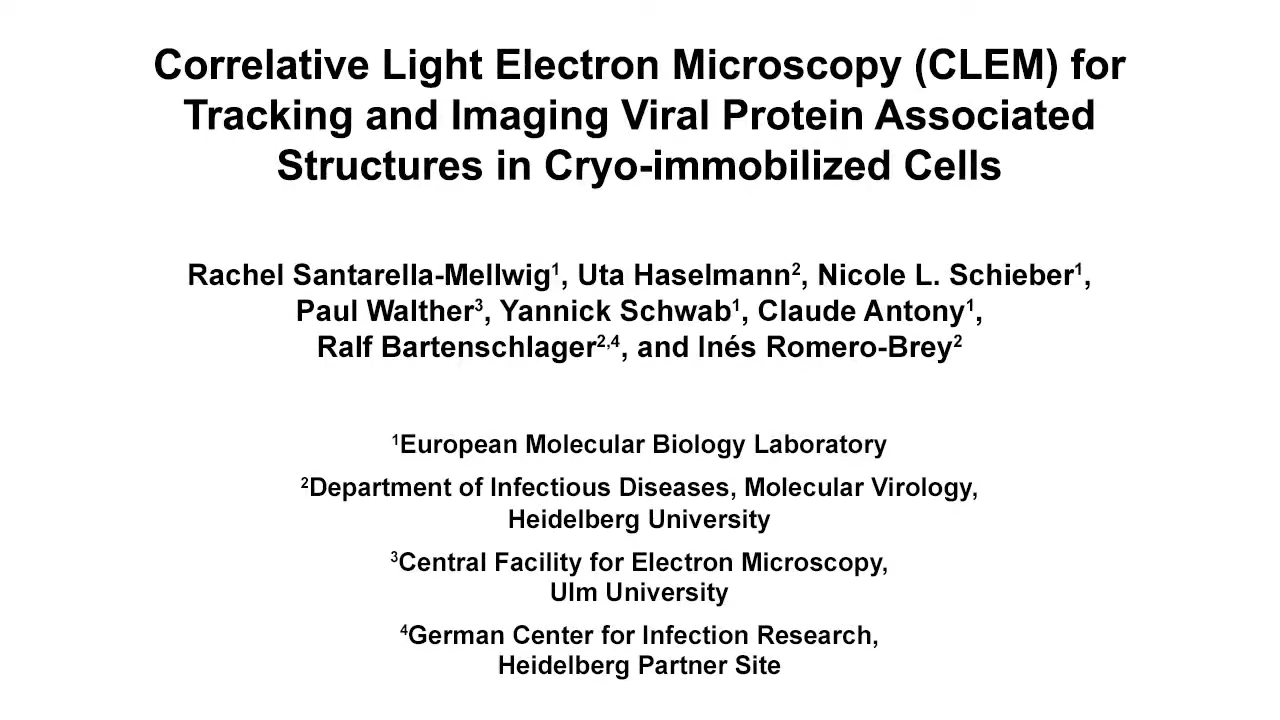 Correlative Light Electron Microscopy (CLEM) for
Tracking and Imaging Viral Protein Associated
Structures in Cryo-immobilized Cells
Rachel Santarella-Mellwig¹, Uta Haselmann², Nicole L. Schieber¹,
Paul Walther³, Yannick Schwab¹, Claude Antony¹,
Ralf Bartenschlager²,⁴, and Inés Romero-Brey²
¹European Molecular Biology Laboratory
²Department of Infectious Diseases, Molecular Virology,
Heidelberg University
³Central Facility for Electron Microscopy,
Ulm University
⁴German Center for Infection Research,
Heidelberg Partner Site